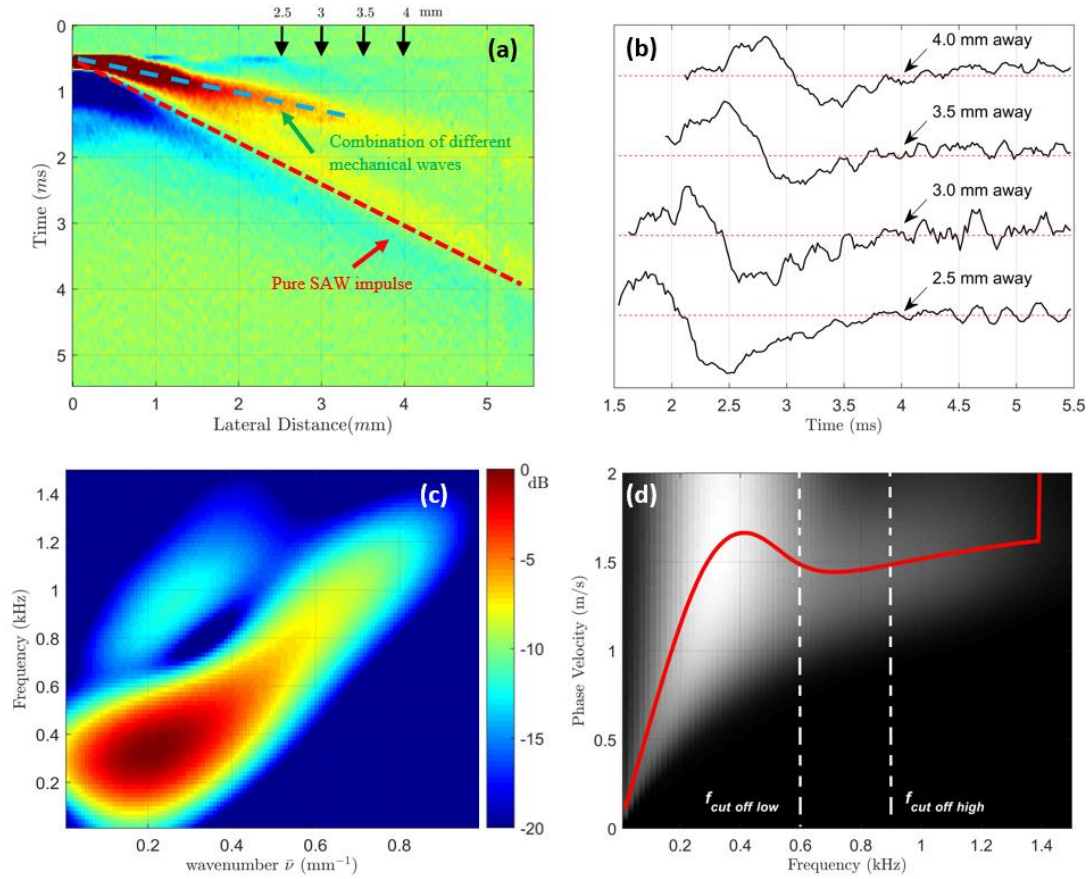 2.5 3 3.5 4 mm
(a)
0
1
2
3
4
5
Time (ms)
Combination of different
mechanical waves
Pure SAW impulse
0 1 2 3 4 5
Lateral Distance(mm)
(b)
4.0 mm away
3.5 mm away
3.0 mm away
2.5 mm away
1.5 2 2.5 3 3.5 4 4.5 5 5.5
Time (ms)
(c)
1.4
1.2
1
0.8
0.6
0.4
0.2
Frequency (kHz)
0.2 0.4 0.6 0.8
wavenumber ν̄ (mm⁻¹)
0
dB
-5
-10
-15
-20
(d)
2
1.5
1
0.5
0
Phase Velocity (m/s)
f cut off low
f cut off high
0.2 0.4 0.6 0.8 1 1.2 1.4
Frequency (kHz)